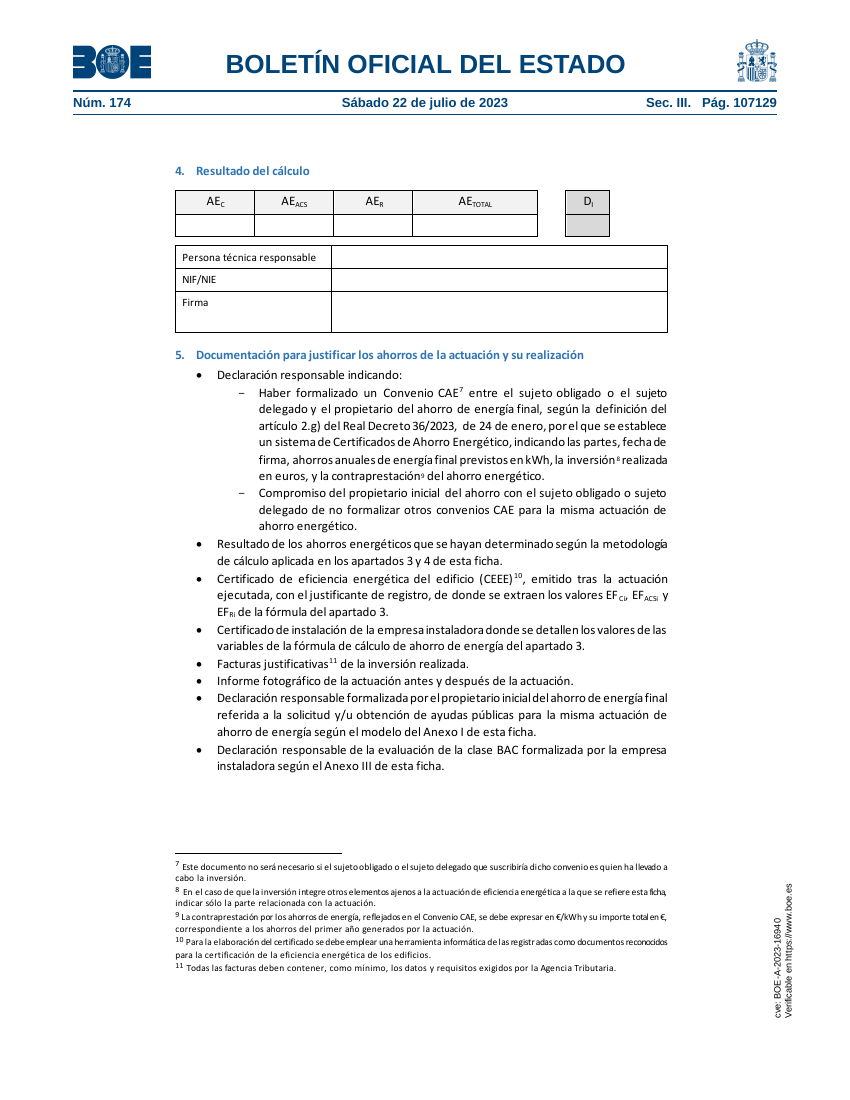 BOE
BOLETÍN OFICIAL DEL ESTADO
Núm. 174 Sábado 22 de julio de 2023 Sec. III. Pág. 107129
4. Resultado del cálculo
AEC AEACS AER AETOTAL DI
Persona técnica responsable
NIF/NIE
Firma
5. Documentación para justificar los ahorros de la actuación y su realización
• Declaración responsable indicando:
− Haber formalizado un Convenio CAE7 entre el sujeto obligado o el sujeto
delegado y el propietario del ahorro de energía final, según la definición del
artículo 2.g) del Real Decreto 36/2023, de 24 de enero, por el que se establece
un sistema de Certificados de Ahorro Energético, indicando las partes, fecha de
firma, ahorros anuales de energía final previstos en kWh, la inversión8 realizada
en euros, y la contraprestación9 del ahorro energético.
− Compromiso del propietario inicial del ahorro con el sujeto obligado o sujeto
delegado de no formalizar otros convenios CAE para la misma actuación de
ahorro energético.
• Resultado de los ahorros energéticos que se hayan determinado según la metodología
de cálculo aplicada en los apartados 3 y 4 de esta ficha.
• Certificado de eficiencia energética del edificio (CEEE)10, emitido tras la actuación
ejecutada, con el justificante de registro, de donde se extraen los valores EFCi, EFACSi y
EFRi de la fórmula del apartado 3.
• Certificado de instalación de la empresa instaladora donde se detallen los valores de las
variables de la fórmula de cálculo de ahorro de energía del apartado 3.
• Facturas justificativas11 de la inversión realizada.
• Informe fotográfico de la actuación antes y después de la actuación.
• Declaración responsable formalizada por el propietario inicial del ahorro de energía final
referida a la solicitud y/u obtención de ayudas públicas para la misma actuación de
ahorro de energía según el modelo del Anexo I de esta ficha.
• Declaración responsable de la evaluación de la clase BAC formalizada por la empresa
instaladora según el Anexo III de esta ficha.
7 Este documento no será necesario si el sujeto obligado o el sujeto delegado que suscribiría dicho convenio es quien ha llevado a
cabo la inversión.
8 En el caso de que la inversión integre otros elementos ajenos a la actuación de eficiencia energética a la que se refiere esta ficha,
indicar sólo la parte relacionada con la actuación.
9 La contraprestación por los ahorros de energía, reflejados en el Convenio CAE, se debe expresar en €/kWh y su importe total en €,
correspondiente a los ahorros del primer año generados por la actuación.
10 Para la elaboración del certificado se debe emplear una herramienta informática de las registradas como documentos reconocidos
para la certificación de la eficiencia energética de los edificios.
11 Todas las facturas deben contener, como mínimo, los datos y requisitos exigidos por la Agencia Tributaria.
cve: BOE-A-2023-16940
Verificable en https://www.boe.es